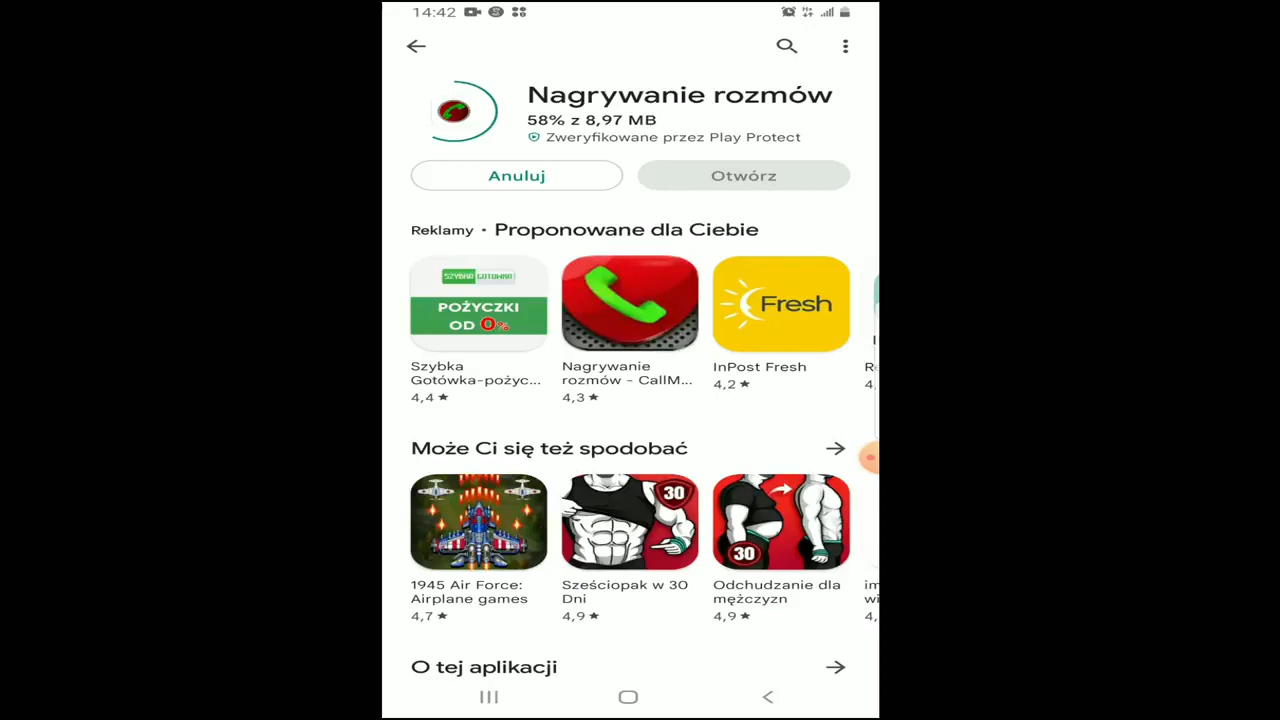 14:42
Nagrywanie rozmów
58% z 8,97 MB
Zweryfikowane przez Play Protect
Anuluj
Otwórz
Reklamy • Proponowane dla Ciebie
SZYBKA GOTÓWKA
POŻYCZKI
OD 0%
Fresh
Szybka
Gotówka-pożyc...
4,4 ★
Nagrywanie
rozmów - CallM...
4,3 ★
InPost Fresh
4,2 ★
Może Ci się też spodobać
30
30
1945 Air Force:
Airplane games
4,7 ★
Sześciopak w 30
Dni
4,9 ★
Odchudzanie dla
mężczyzn
4,9 ★
O tej aplikacji